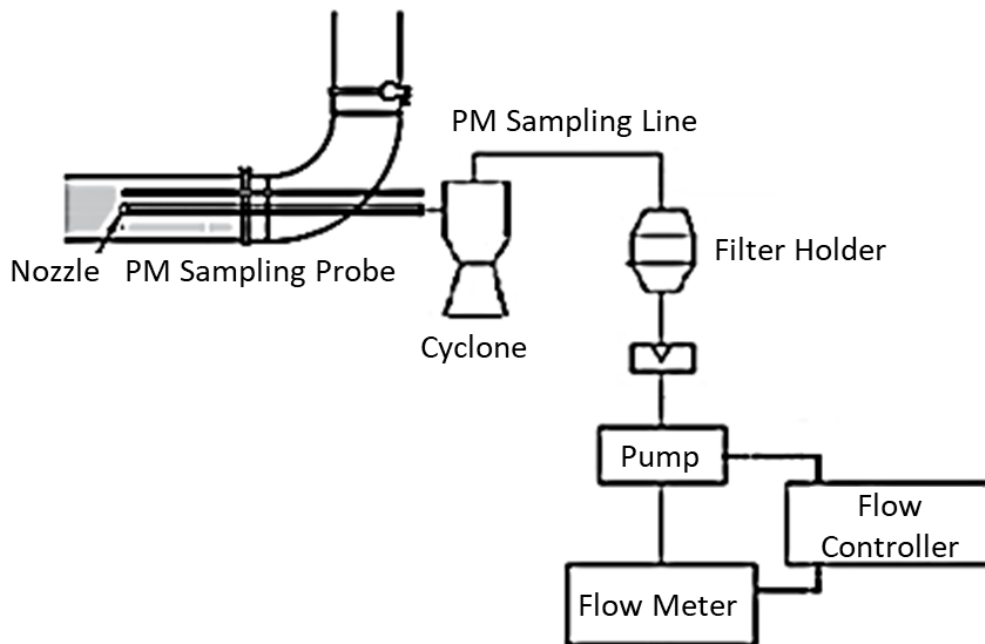 PM Sampling Line
Nozzle
PM Sampling Probe
Filter Holder
Cyclone
Pump
Flow
Controller
Flow Meter